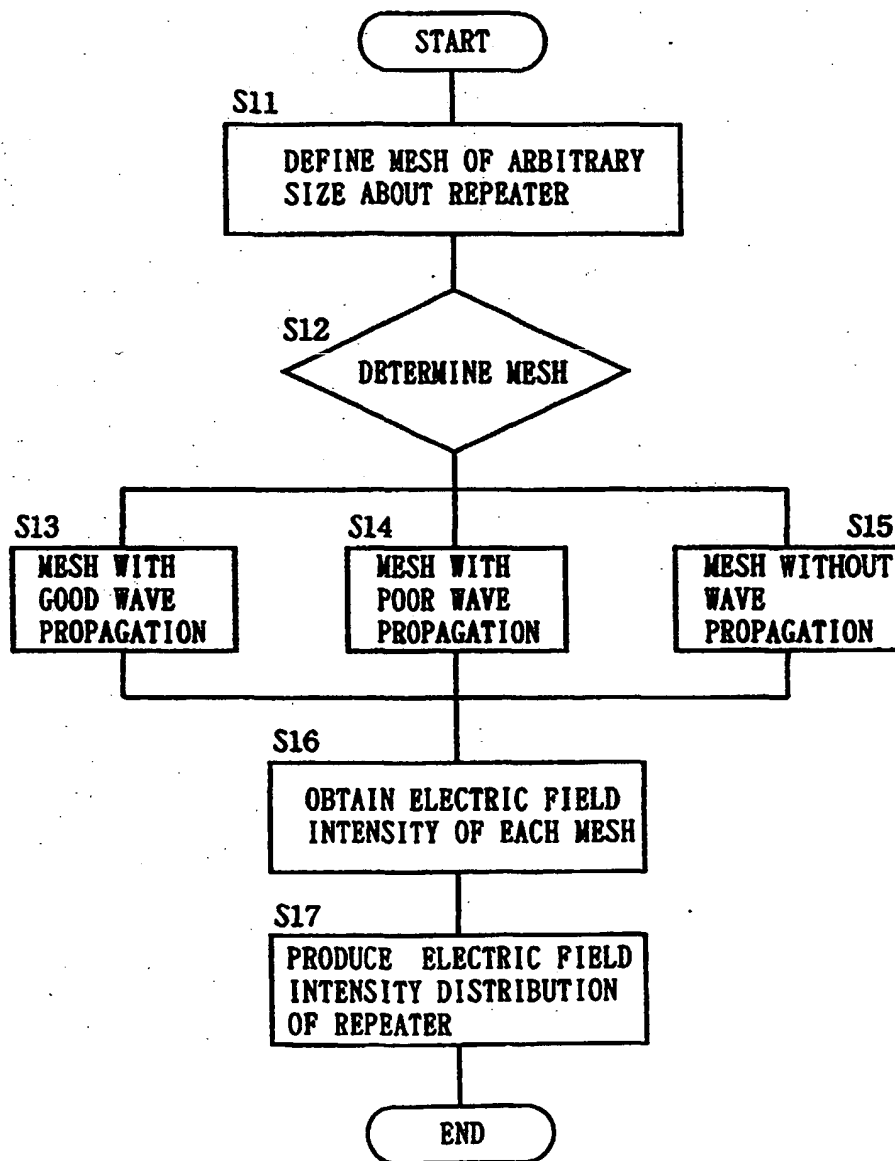 START
S11
DEFINE MESH OF ARBITRARY
SIZE ABOUT REPEATER
S12
DETERMINE MESH
S13
MESH WITH
GOOD WAVE
PROPAGATION
S14
MESH WITH
POOR WAVE
PROPAGATION
S15
MESH WITHOUT
WAVE
PROPAGATION
S16
OBTAIN ELECTRIC FIELD
INTENSITY OF EACH MESH
S17
PRODUCE ELECTRIC FIELD
INTENSITY DISTRIBUTION
OF REPEATER
END